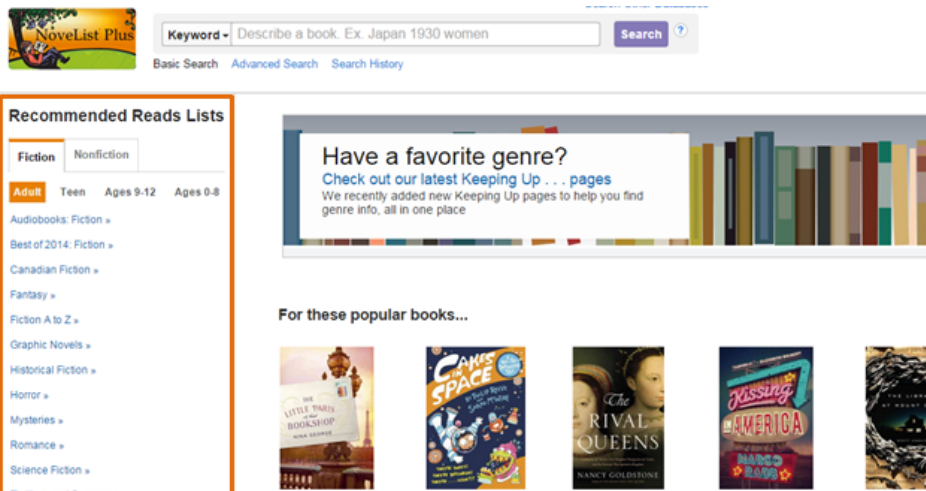 NoveList Plus
Keyword
Describe a book. Ex. Japan 1930 women
Search
?
Basic Search Advanced Search Search History
Recommended Reads Lists
Fiction Nonfiction
Adult Teen Ages 9-12 Ages 0-8
Audiobooks: Fiction »
Best of 2014: Fiction »
Canadian Fiction »
Fantasy »
Fiction A to Z »
Graphic Novels »
Historical Fiction »
Horror »
Mysteries »
Romance »
Science Fiction »
Have a favorite genre?
Check out our latest Keeping Up . . . pages
We recently added new Keeping Up pages to help you find
genre info, all in one place
For these popular books...
THE
LITTLE PARIS
BOOKSHOP
NINA GEORGE
CAKES
IN
SPACE
BY PHILIP REEVE
The
RIVAL
QUEENS
NANCY GOLDSTONE
Kissing
IN
AMERICA
MARGO
RABB